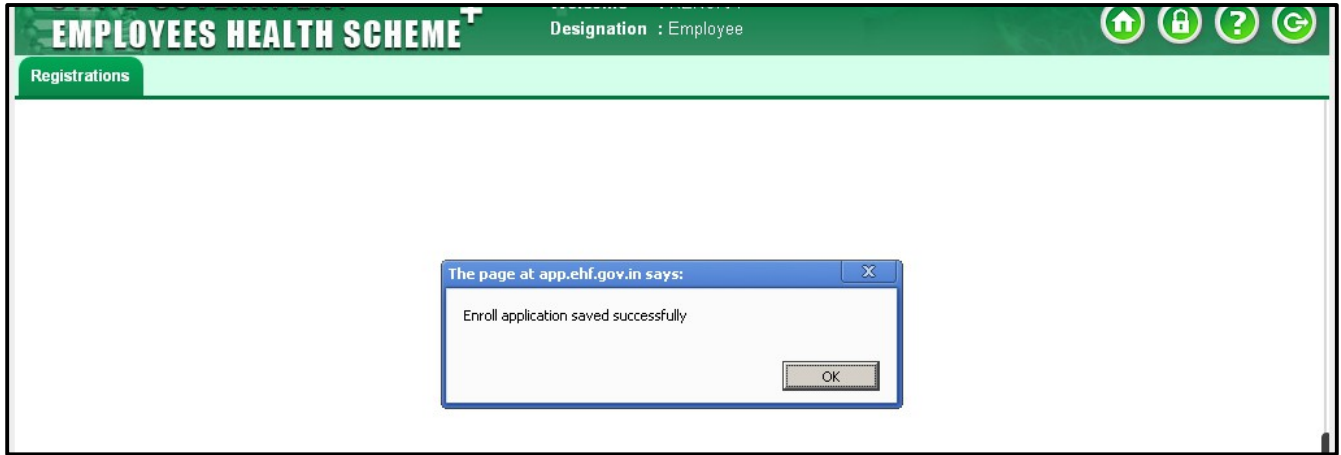 EMPLOYEES HEALTH SCHEME
Designation : Employee
Registrations
The page at app.ehf.gov.in says:
Enroll application saved successfully
OK